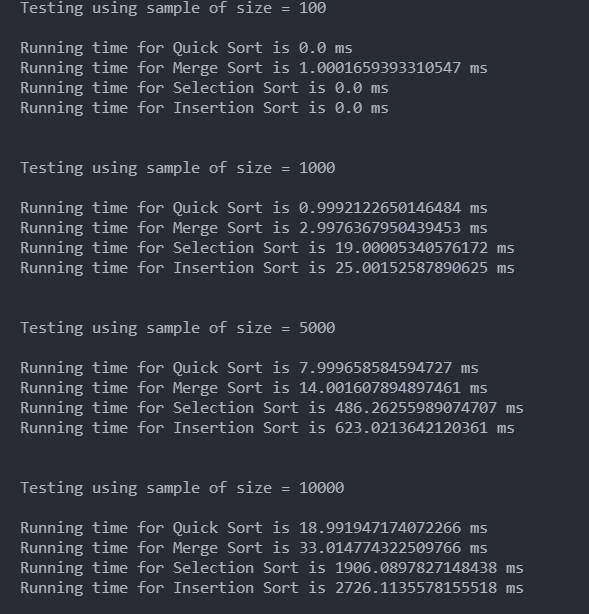 Testing using sample of size = 100
Running time for Quick Sort is 0.0 ms
Running time for Merge Sort is 1.0001659393310547 ms
Running time for Selection Sort is 0.0 ms
Running time for Insertion Sort is 0.0 ms
Testing using sample of size = 1000
Running time for Quick Sort is 0.9992122650146484 ms
Running time for Merge Sort is 2.9976367950439453 ms
Running time for Selection Sort is 19.00005340576172 ms
Running time for Insertion Sort is 25.00152587890625 ms
Testing using sample of size = 5000
Running time for Quick Sort is 7.999658584594727 ms
Running time for Merge Sort is 14.001607894897461 ms
Running time for Selection Sort is 486.26255989074707 ms
Running time for Insertion Sort is 623.0213642120361 ms
Testing using sample of size = 10000
Running time for Quick Sort is 18.991947174072266 ms
Running time for Merge Sort is 33.014774322509766 ms
Running time for Selection Sort is 1906.0897827148438 ms
Running time for Insertion Sort is 2726.1135578155518 ms